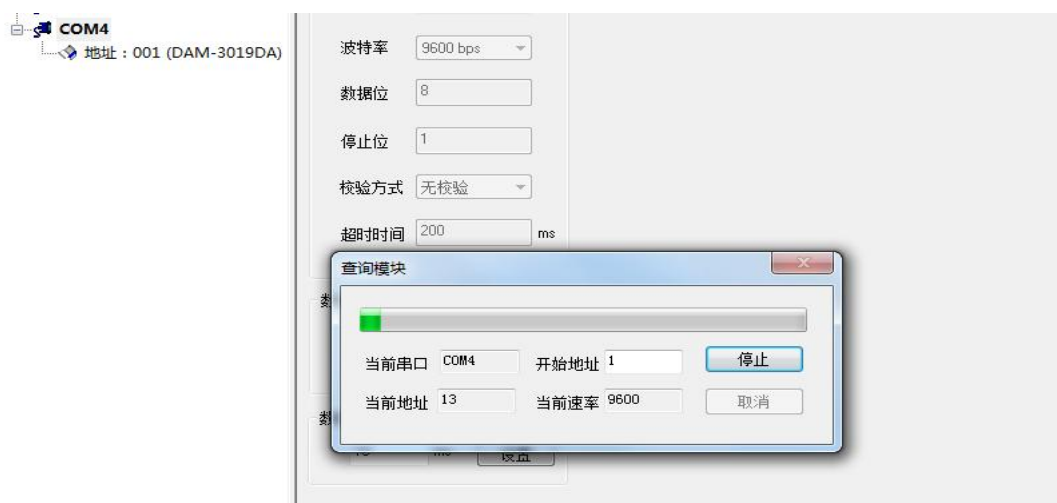 COM4
地址：001 (DAM-3019DA)
波特率 9600 bps
数据位 8
停止位 1
校验方式 无校验
超时时间 200 ms
查询模块
当前串口 COM4 开始地址 1 停止
当前地址 13 当前速率 9600 取消
设置